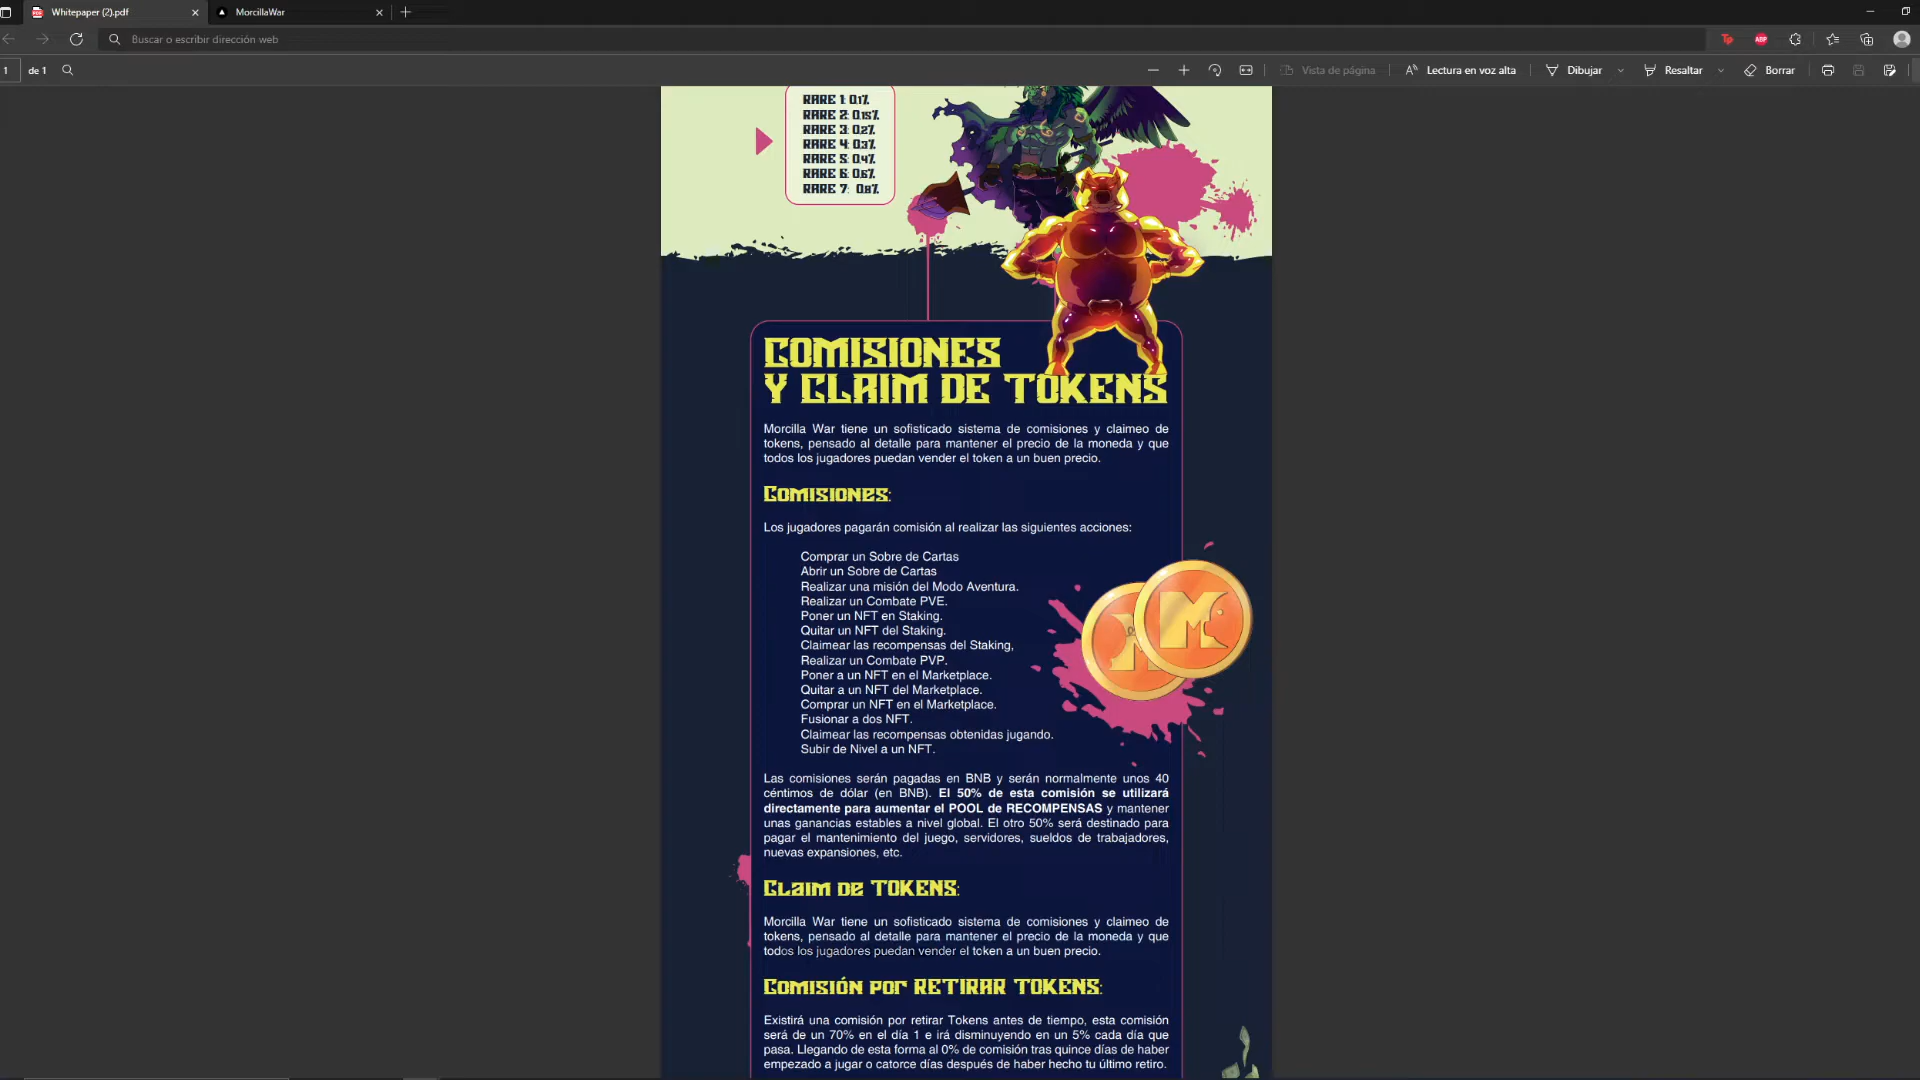 Whitepaper (2).pdf
MorcillaWar
Buscar o escribir dirección web
ABP
1
de 1
Vista de página
Lectura en voz alta
Dibujar
Resaltar
Borrar
RARE 1: 0.1%
RARE 2: 0.15%
RARE 3: 0.2%
RARE 4: 0.3%
RARE 5: 0.4%
RARE 6: 0.6%
RARE 7: 0.8%
COMISIONES
Y CLAIM DE TOKENS
Morcilla War tiene un sofisticado sistema de comisiones y claimeo de
tokens, pensado al detalle para mantener el precio de la moneda y que
todos los jugadores puedan vender el token a un buen precio.
Comisiones:
Los jugadores pagarán comisión al realizar las siguientes acciones:
Comprar un Sobre de Cartas
Abrir un Sobre de Cartas
Realizar una misión del Modo Aventura.
Realizar un Combate PVE.
Poner un NFT en Staking.
Quitar un NFT del Staking.
Claimear las recompensas del Staking,
Realizar un Combate PVP.
Poner a un NFT en el Marketplace.
Quitar a un NFT del Marketplace.
Comprar un NFT en el Marketplace.
Fusionar a dos NFT.
Claimear las recompensas obtenidas jugando.
Subir de Nivel a un NFT.
M
M
Las comisiones serán pagadas en BNB y serán normalmente unos 40
céntimos de dólar (en BNB). El 50% de esta comisión se utilizará
directamente para aumentar el POOL de RECOMPENSAS y mantener
unas ganancias estables a nivel global. El otro 50% será destinado para
pagar el mantenimiento del juego, servidores, sueldos de trabajadores,
nuevas expansiones, etc.
Claim de TOKENS:
Morcilla War tiene un sofisticado sistema de comisiones y claimeo de
tokens, pensado al detalle para mantener el precio de la moneda y que
todos los jugadores puedan vender el token a un buen precio.
Comisión por RETIRAR TOKENS:
Existirá una comisión por retirar Tokens antes de tiempo, esta comisión
será de un 70% en el día 1 e irá disminuyendo en un 5% cada día que
pasa. Llegando de esta forma al 0% de comisión tras quince días de haber
empezado a jugar o catorce días después de haber hecho tu último retiro.